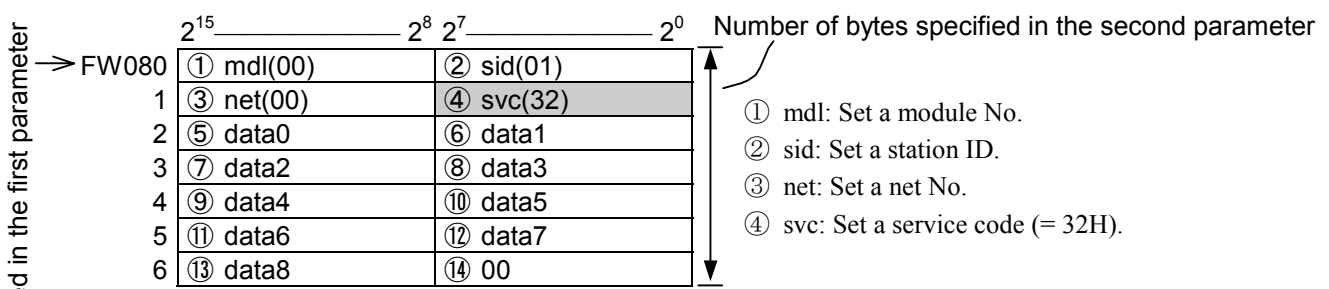 2¹⁵ 2⁸ 2⁷ 2⁰ Number of bytes specified in the second parameter
FW080 ① mdl(00) ② sid(01)
1 ③ net(00) ④ svc(32)
2 ⑤ data0 ⑥ data1
3 ⑦ data2 ⑧ data3
4 ⑨ data4 ⑩ data5
5 ⑪ data6 ⑫ data7
6 ⑬ data8 ⑭ 00
① mdl: Set a module No.
② sid: Set a station ID.
③ net: Set a net No.
④ svc: Set a service code (= 32H).
in the first parameter